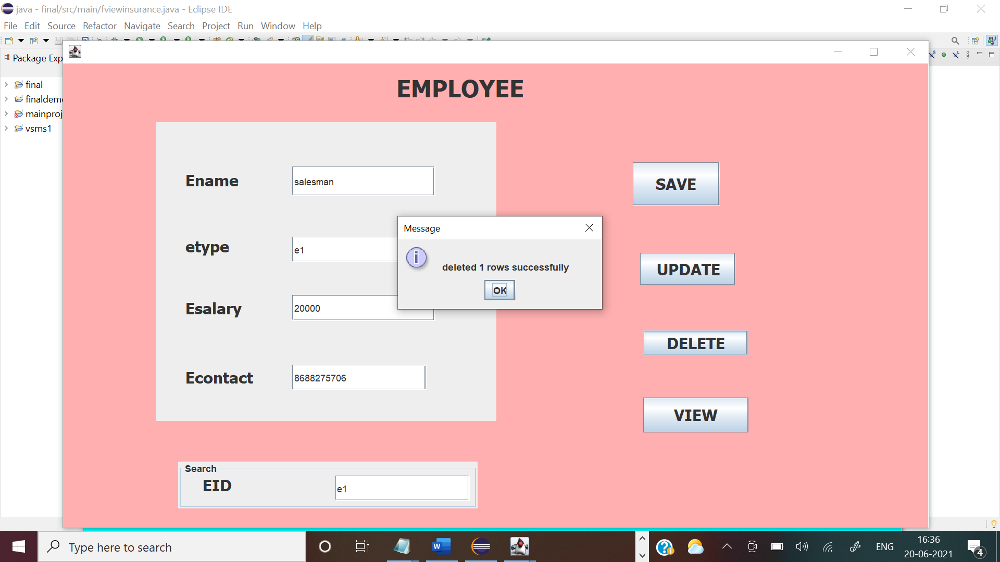 java - final/src/main/fviewinsurance.java - Eclipse IDE
File Edit Source Refactor Navigate Search Project Run Window Help
Package Exp
final
finaldem
mainproj
vsms1
EMPLOYEE
Ename
salesman
etype
e1
Esalary
20000
Econtact
8688275706
SAVE
UPDATE
DELETE
VIEW
Message
i
deleted 1 rows successfully
OK
Search
EID
e1
Type here to search
W
ENG
16:36
20-06-2021
4